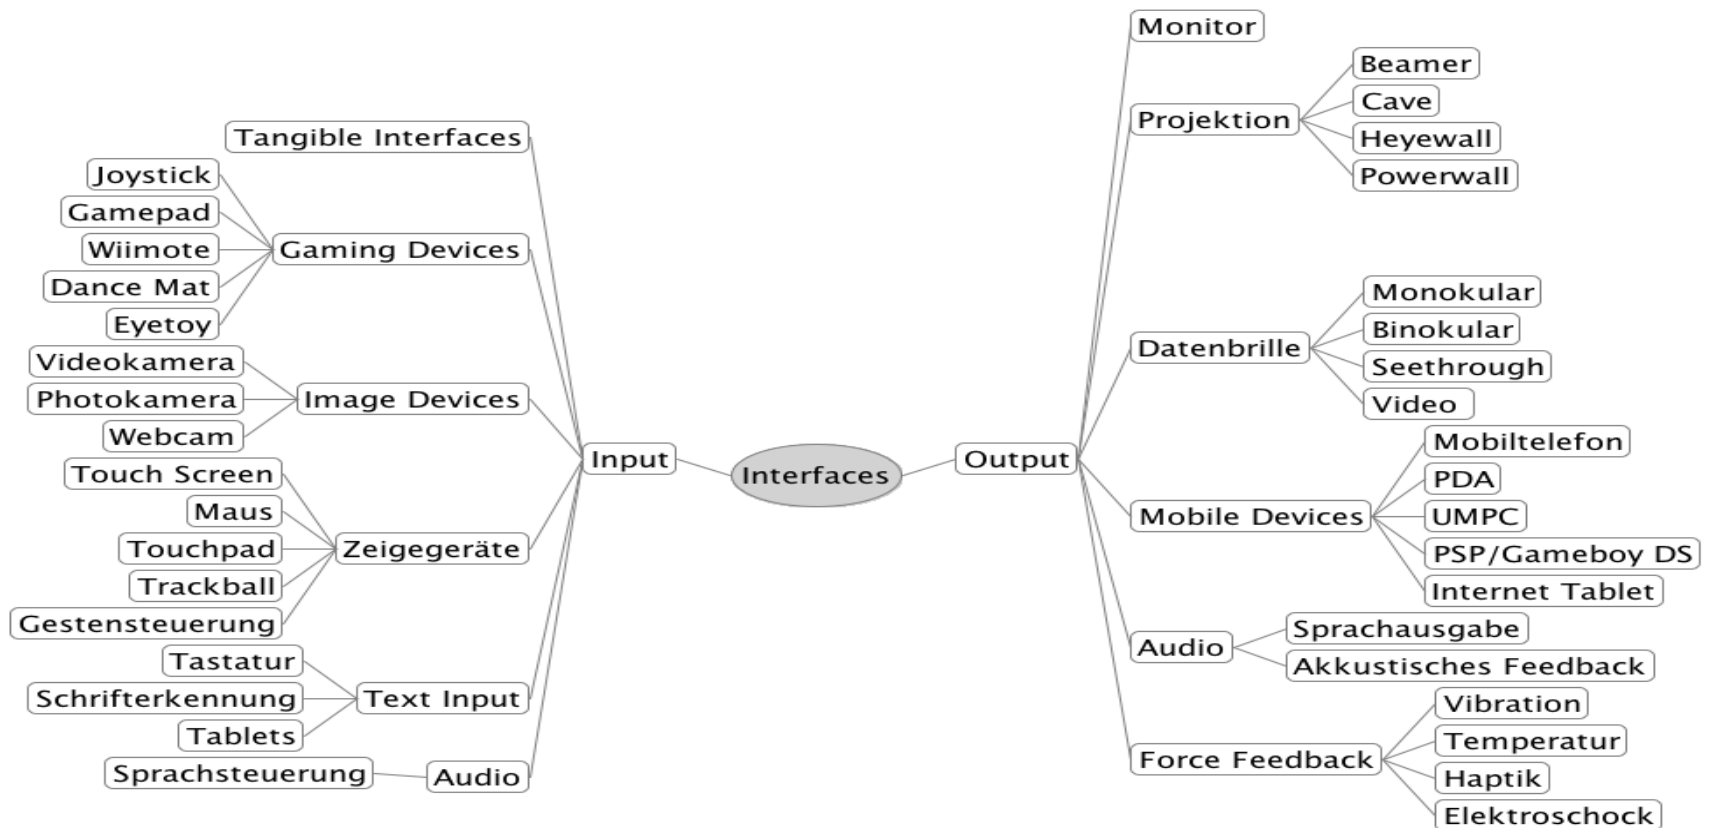 Interfaces
Input
Tangible Interfaces
Gaming Devices
Joystick
Gamepad
Wiimote
Dance Mat
Eyetoy
Image Devices
Videokamera
Photokamera
Webcam
Zeigegeräte
Touch Screen
Maus
Touchpad
Trackball
Gestensteuerung
Text Input
Tastatur
Schrifterkennung
Tablets
Audio
Sprachsteuerung
Output
Monitor
Projektion
Beamer
Cave
Heyewall
Powerwall
Datenbrille
Monokular
Binokular
Seethrough
Video
Mobile Devices
Mobiltelefon
PDA
UMPC
PSP/Gameboy DS
Internet Tablet
Audio
Sprachausgabe
Akkustisches Feedback
Force Feedback
Vibration
Temperatur
Haptik
Elektroschock